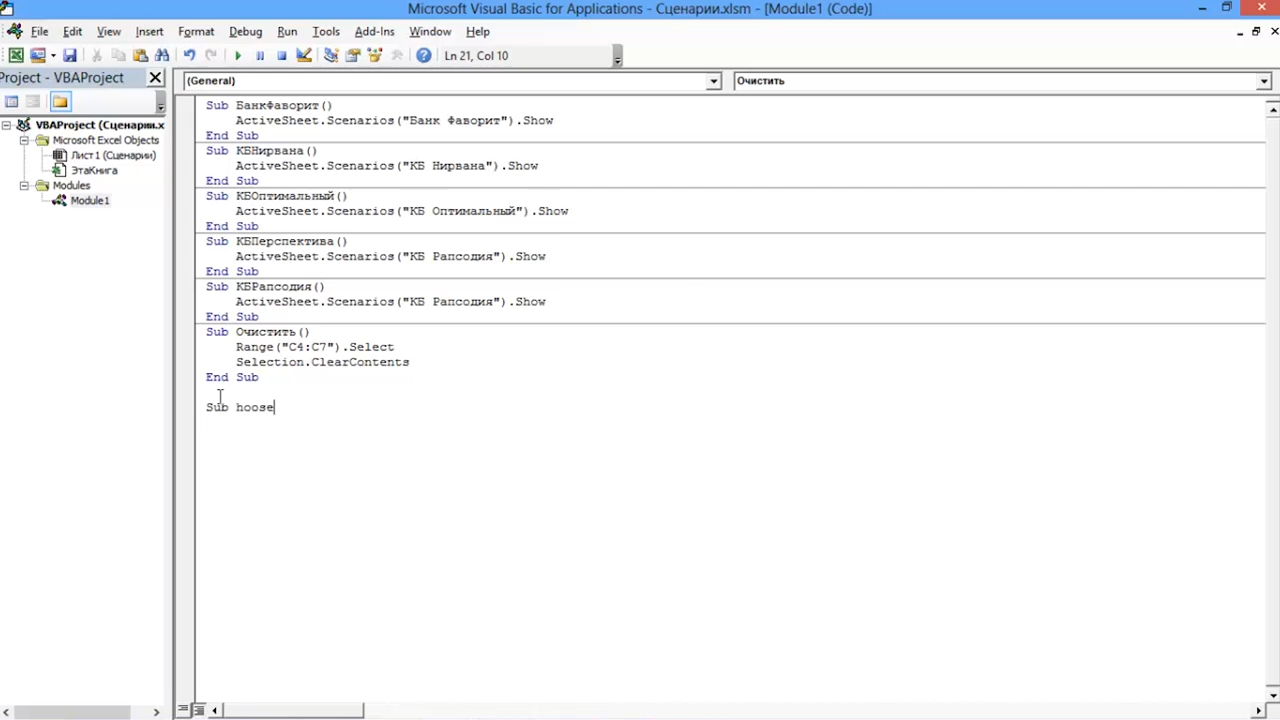 Microsoft Visual Basic for Applications - Сценарии.xlsm - [Module1 (Code)]
File Edit View Insert Format Debug Run Tools Add-Ins Window Help
Ln 21, Col 10
Project - VBAProject
(General)
Очистить
VBAProject (Сценарии.x
Microsoft Excel Objects
Лист1 (Сценарии)
ЭтаКнига
Modules
Module1
Sub БанкФаворит()
ActiveSheet.Scenarios("Банк Фаворит").Show
End Sub
Sub КБНирвана()
ActiveSheet.Scenarios("КБ Нирвана").Show
End Sub
Sub КБОптимальный()
ActiveSheet.Scenarios("КБ Оптимальный").Show
End Sub
Sub КБПерспектива()
ActiveSheet.Scenarios("КБ Рапсодия").Show
End Sub
Sub КБРапсодия()
ActiveSheet.Scenarios("КБ Рапсодия").Show
End Sub
Sub Очистить()
Range("C4:C7").Select
Selection.ClearContents
End Sub
Sub hoose